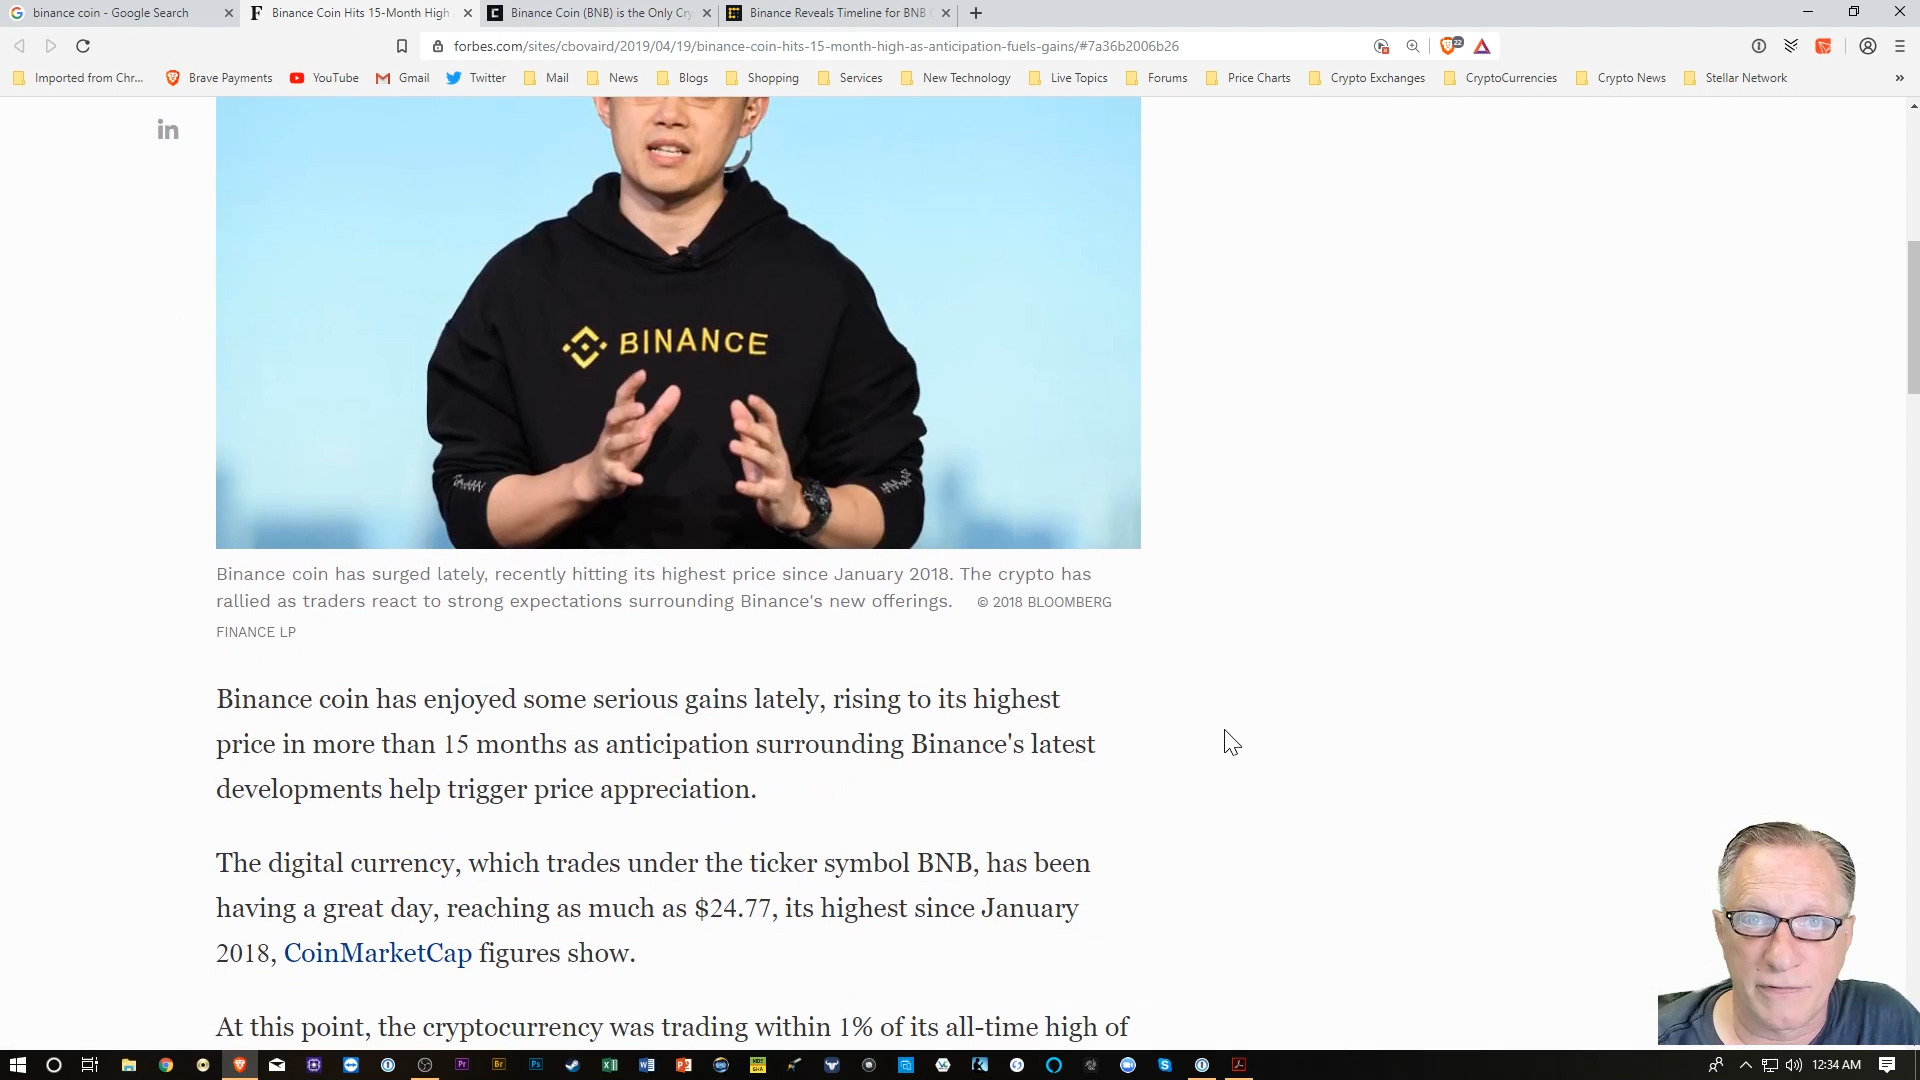 binance coin - Google Search
Binance Coin Hits 15-Month High
Binance Coin (BNB) is the Only Cry
Binance Reveals Timeline for BNB
forbes.com/sites/cbovaird/2019/04/19/binance-coin-hits-15-month-high-as-anticipation-fuels-gains/#7a36b2006b26
22
Imported from Chr...
Brave Payments
YouTube
Gmail
Twitter
Mail
News
Blogs
Shopping
Services
New Technology
Live Topics
Forums
Price Charts
Crypto Exchanges
CryptoCurrencies
Crypto News
Stellar Network
in
BINANCE
Binance coin has surged lately, recently hitting its highest price since January 2018. The crypto has
rallied as traders react to strong expectations surrounding Binance's new offerings. © 2018 BLOOMBERG
FINANCE LP
Binance coin has enjoyed some serious gains lately, rising to its highest
price in more than 15 months as anticipation surrounding Binance's latest
developments help trigger price appreciation.
The digital currency, which trades under the ticker symbol BNB, has been
having a great day, reaching as much as $24.77, its highest since January
2018, CoinMarketCap figures show.
At this point, the cryptocurrency was trading within 1% of its all-time high of
12:34 AM